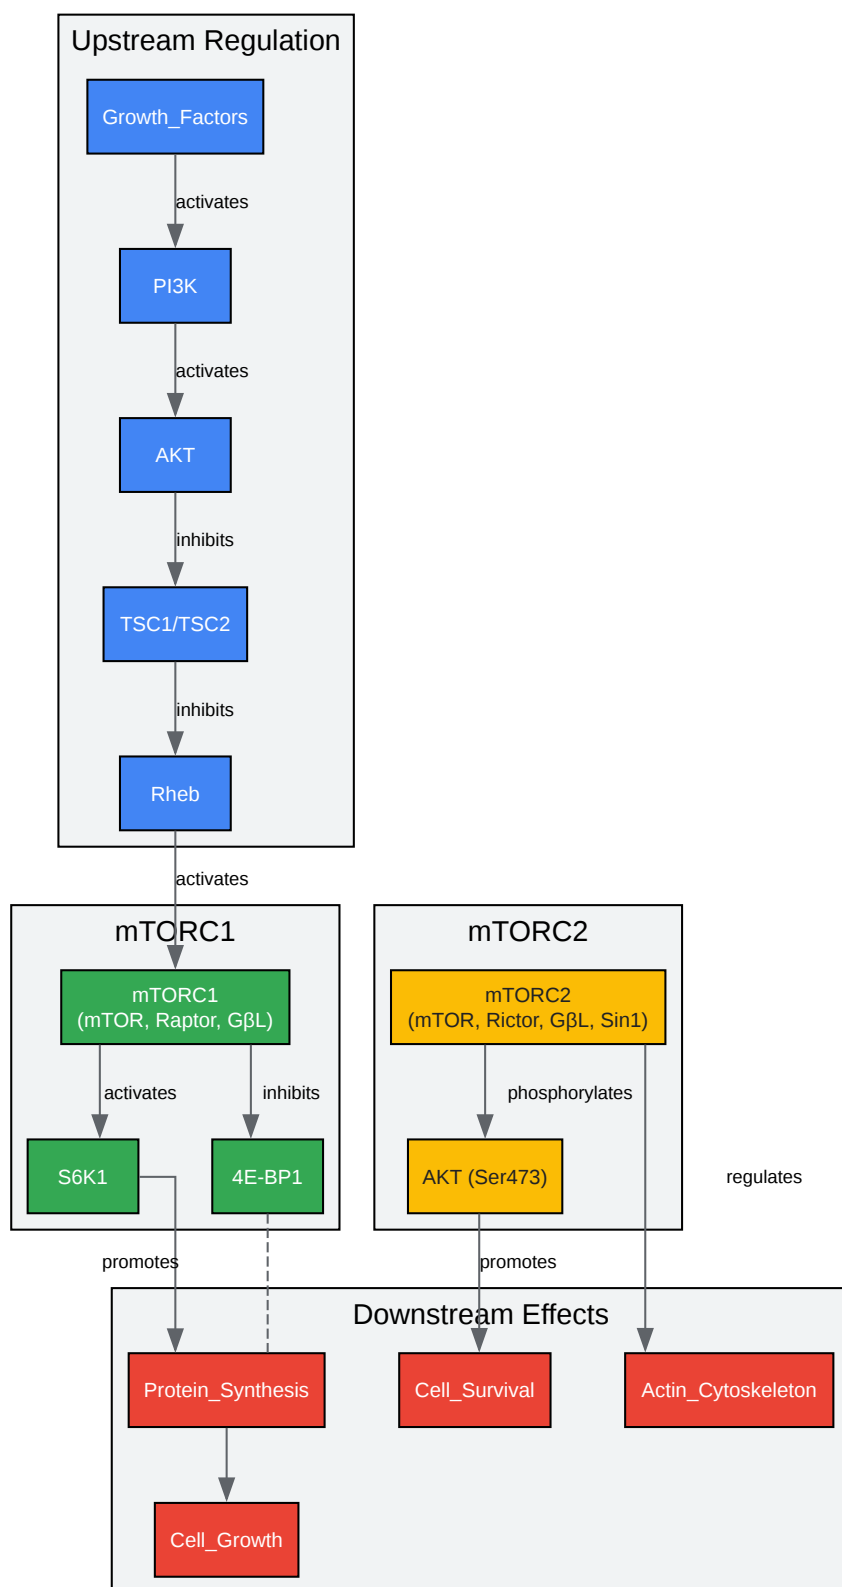 Upstream Regulation
Growth_Factors
activates
PI3K
activates
AKT
inhibits
TSC1/TSC2
inhibits
Rheb
activates
mTORC1
mTORC2
mTORC1
(mTOR, Raptor, GβL)
mTORC2
(mTOR, Rictor, GβL, Sin1)
activates
inhibits
phosphorylates
S6K1
4E-BP1
AKT (Ser473)
regulates
promotes
promotes
Downstream Effects
Protein_Synthesis
Cell_Survival
Actin_Cytoskeleton
Cell_Growth